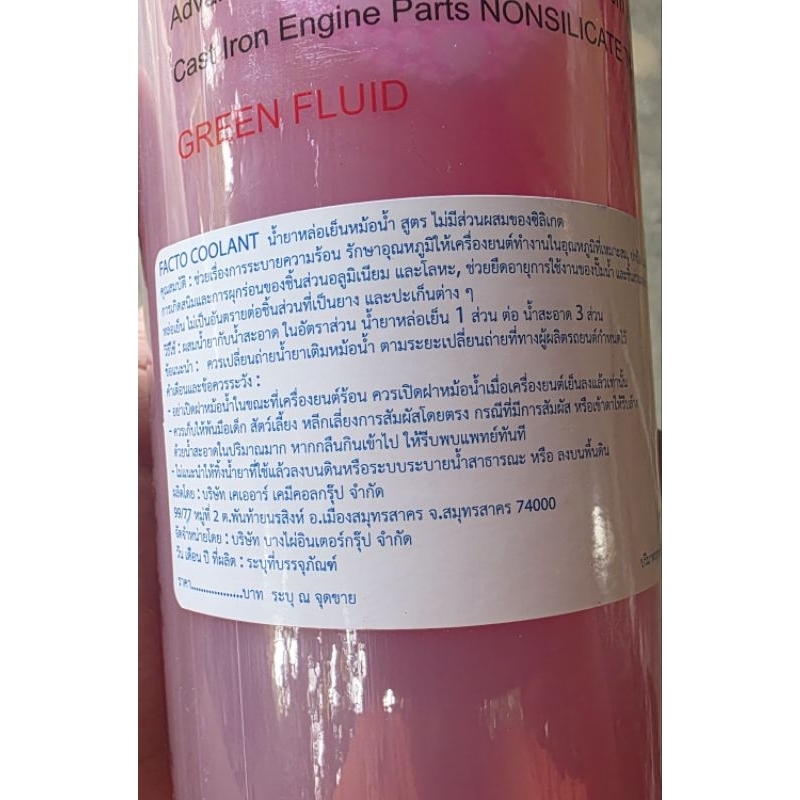 Cast Iron Engine Parts NONSILICATE
GREEN FLUID
FACTO COOLANT น้ำยาหล่อเย็นหม้อน้ำ สูตร ไม่มีส่วนผสมของซิลิเกต
คุณสมบัติ : ช่วยเรื่องการระบายความร้อน รักษาอุณหภูมิให้เครื่องยนต์ทำงานในอุณหภูมิที่เหมาะสม
การเกิดสนิมและการผุกร่อนของชิ้นส่วนอลูมิเนียม และโลหะ, ช่วยยืดอายุการใช้งานของปั๊มน้ำ
หล่อเย็น ไม่เป็นอันตรายต่อชิ้นส่วนที่เป็นยาง และปะเก็นต่าง ๆ
วิธีใช้ : ผสมน้ำยากับน้ำสะอาด ในอัตราส่วน น้ำยาหล่อเย็น 1 ส่วน ต่อ น้ำสะอาด 3 ส่วน
ข้อแนะนำ : ควรเปลี่ยนถ่ายน้ำยาเติมหม้อน้ำ ตามระยะเปลี่ยนถ่ายที่ทางผู้ผลิตรถยนต์กำหนดไว้
คำเตือนและข้อควรระวัง :
- อย่าเปิดฝาหม้อน้ำในขณะที่เครื่องยนต์ร้อน ควรเปิดฝาหม้อน้ำเมื่อเครื่องยนต์เย็นลงแล้วเท่านั้น
- ควรเก็บให้พ้นมือเด็ก สัตว์เลี้ยง หลีกเลี่ยงการสัมผัสโดยตรง กรณีที่มีการสัมผัส หรือเข้าตาให้รีบล้าง
ด้วยน้ำสะอาดในปริมาณมาก หากกลืนกินเข้าไป ให้รีบพบแพทย์ทันที
- ไม่แนะนำให้ทิ้งน้ำยาที่ใช้แล้วลงบนดินหรือระบบระบายน้ำสาธารณะ หรือ ลงบนพื้นดิน
ผลิตโดย : บริษัท เคเออาร์ เคมีคอลกรุ๊ป จำกัด
99/77 หมู่ที่ 2 ต.พันท้ายนรสิงห์ อ.เมืองสมุทรสาคร จ.สมุทรสาคร 74000
จัดจำหน่ายโดย : บริษัท บางไผ่อินเตอร์กรุ๊ป จำกัด
วัน เดือน ปี ที่ผลิต : ระบุที่บรรจุภัณฑ์
ราคา.................บาท ระบุ ณ จุดขาย